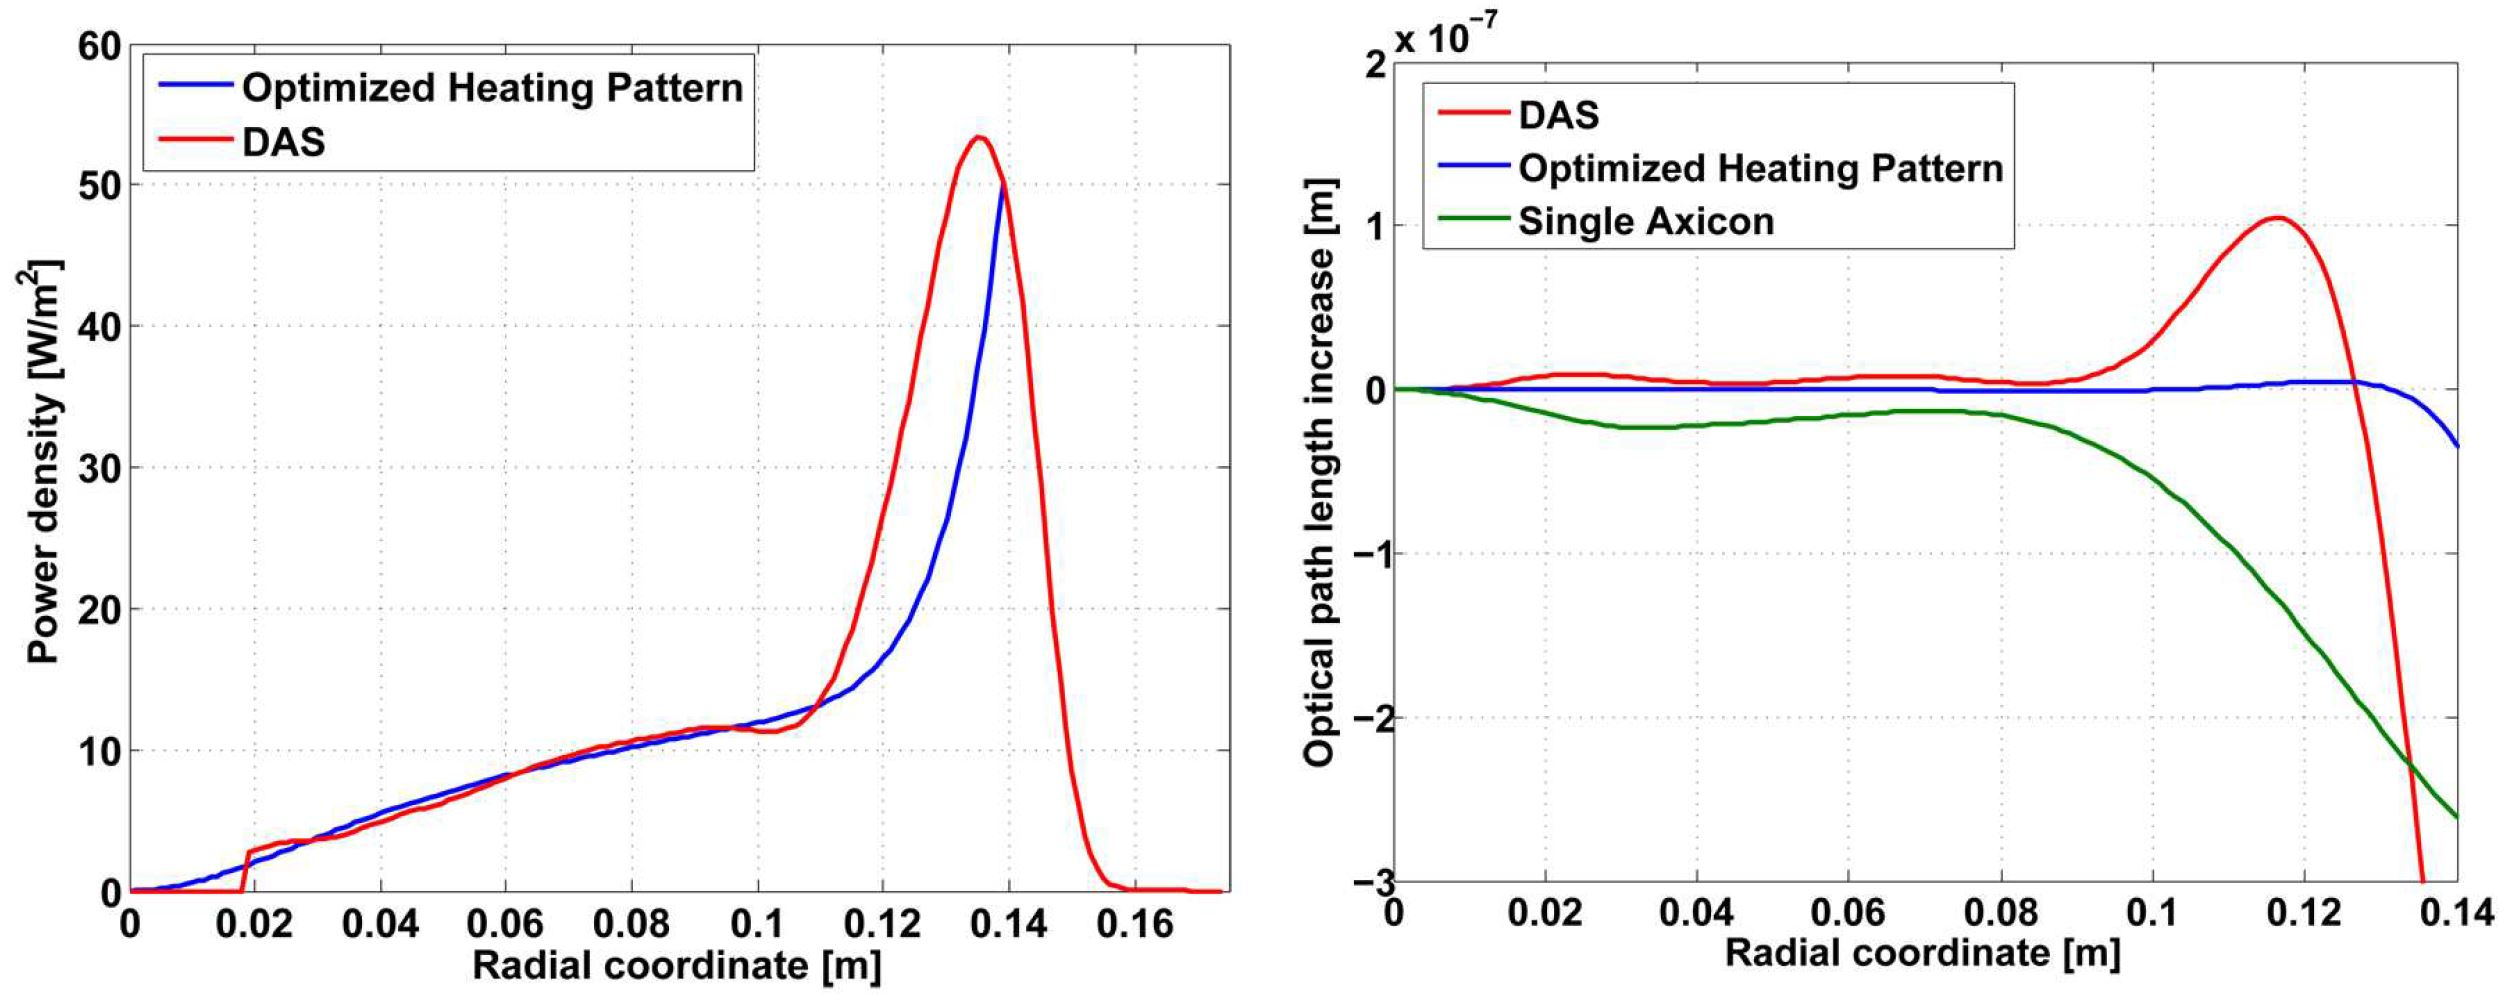 60
50
40
30
20
10
0
Power density [W/m²]
Optimized Heating Pattern
DAS
0 0.02 0.04 0.06 0.08 0.1 0.12 0.14 0.16
Radial coordinate [m]
x 10⁻⁷
2
1
0
−1
−2
−3
Optical path length increase [m]
DAS
Optimized Heating Pattern
Single Axicon
0 0.02 0.04 0.06 0.08 0.1 0.12 0.14
Radial coordinate [m]